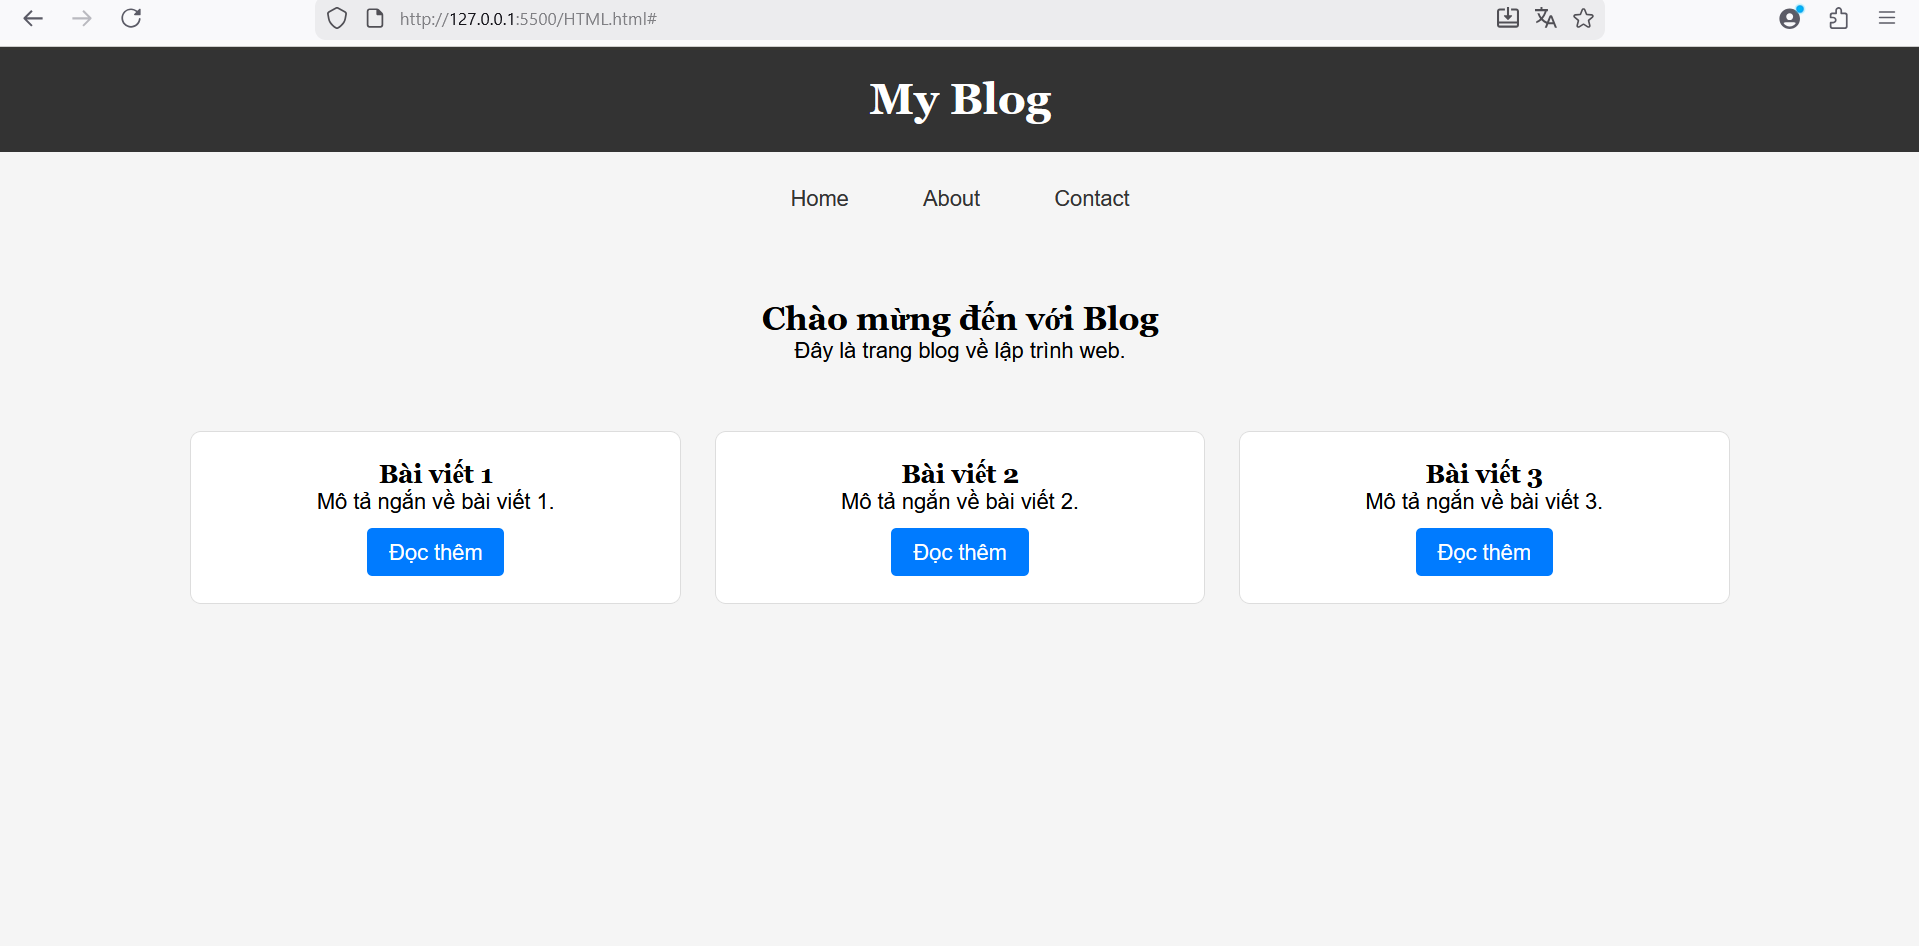 http://127.0.0.1:5500/HTML.html#
My Blog
Home About Contact
Chào mừng đến với Blog
Đây là trang blog về lập trình web.
Bài viết 1
Mô tả ngắn về bài viết 1.
Đọc thêm
Bài viết 2
Mô tả ngắn về bài viết 2.
Đọc thêm
Bài viết 3
Mô tả ngắn về bài viết 3.
Đọc thêm